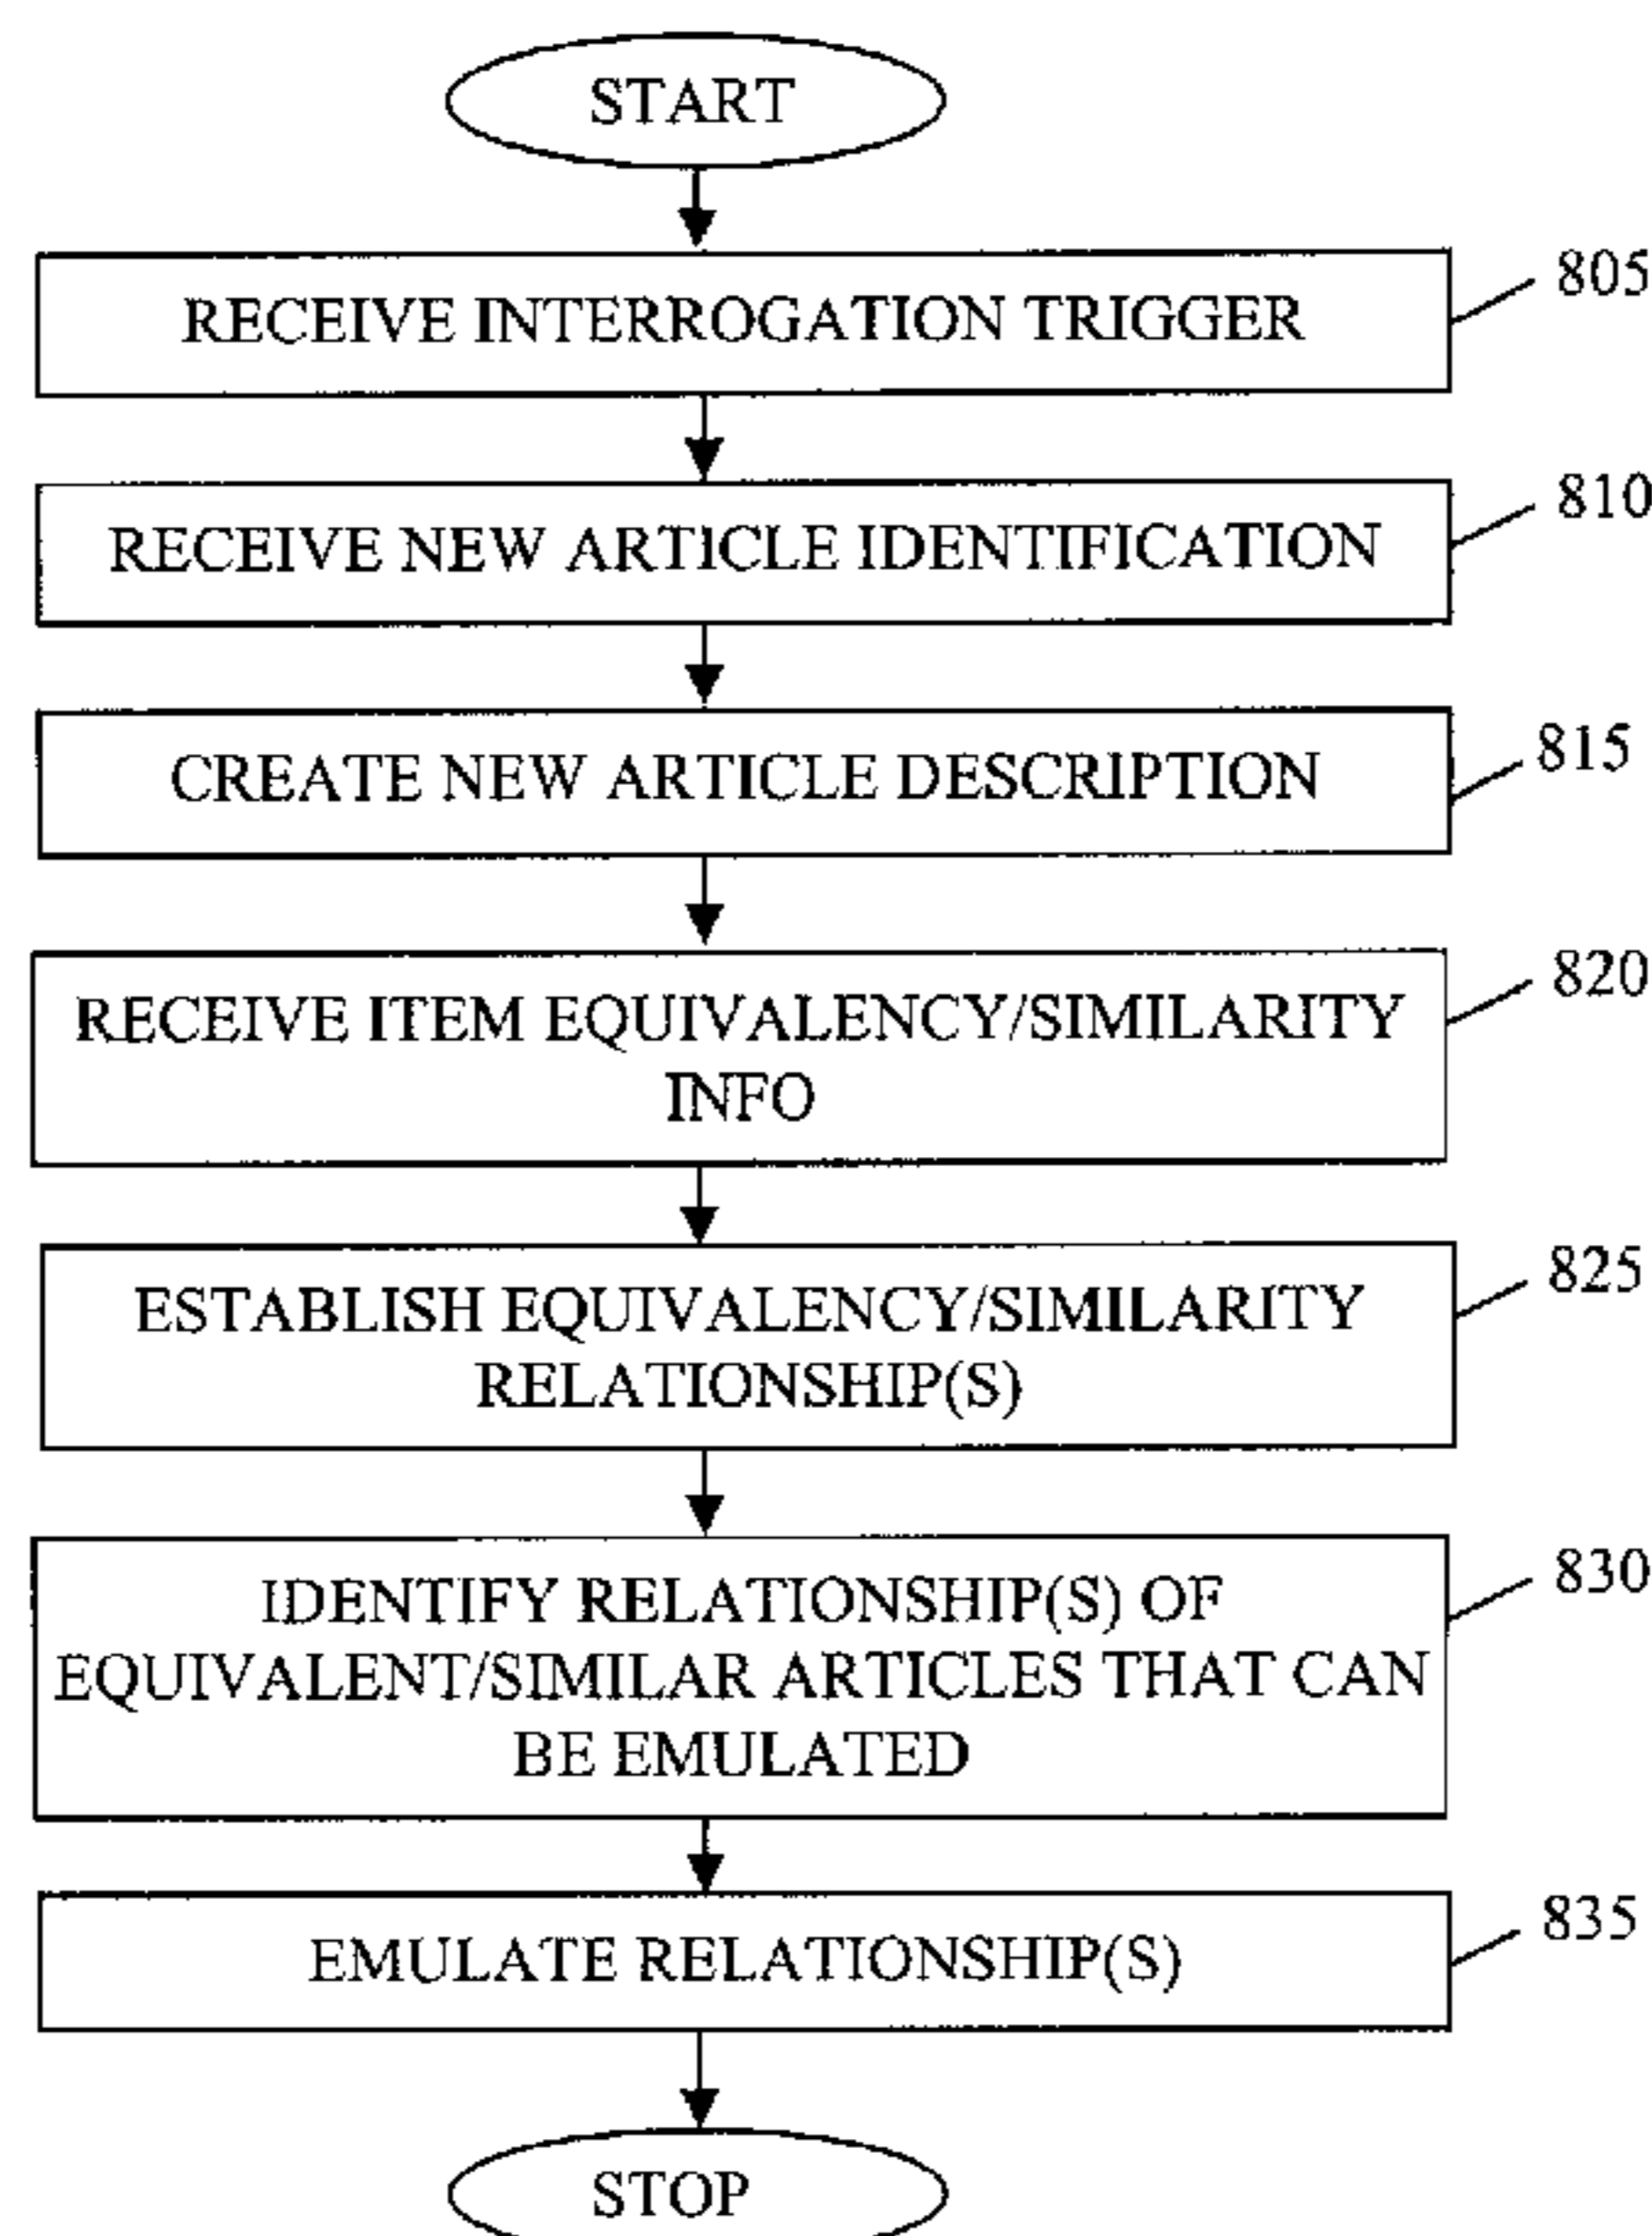 START
RECEIVE INTERROGATION TRIGGER
805
RECEIVE NEW ARTICLE IDENTIFICATION
810
CREATE NEW ARTICLE DESCRIPTION
815
RECEIVE ITEM EQUIVALENCY/SIMILARITY
INFO
820
ESTABLISH EQUIVALENCY/SIMILARITY
RELATIONSHIP(S)
825
IDENTIFY RELATIONSHIP(S) OF
EQUIVALENT/SIMILAR ARTICLES THAT CAN
BE EMULATED
830
EMULATE RELATIONSHIP(S)
835
STOP